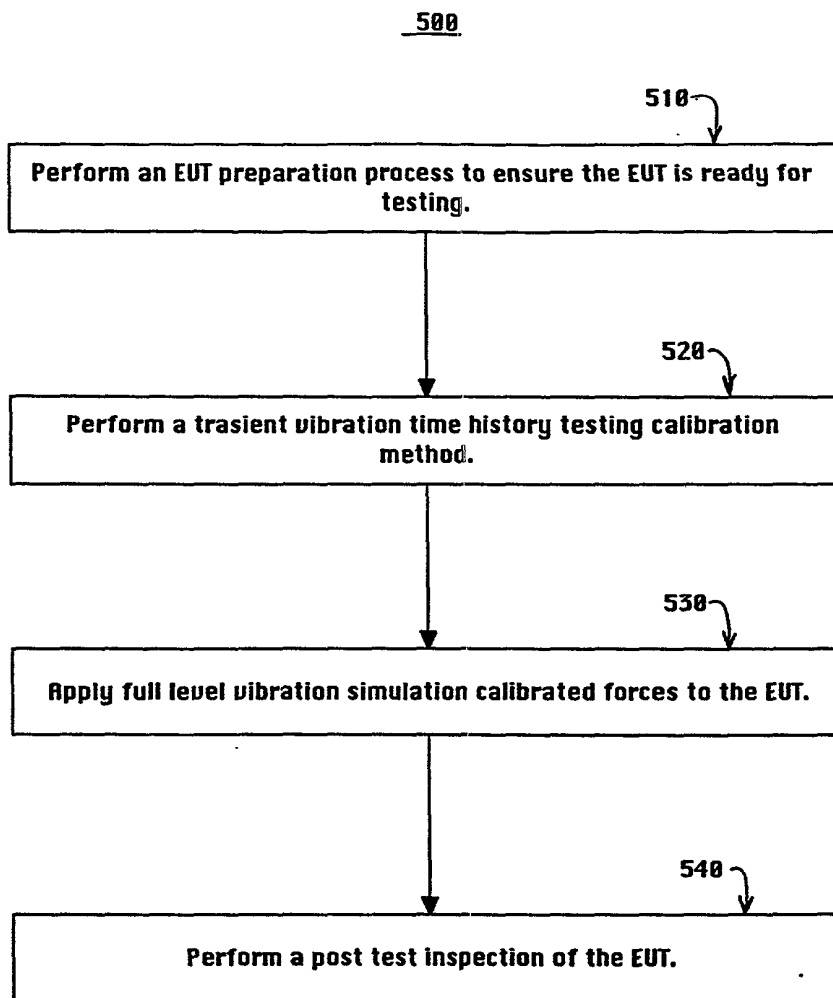 500
510
Perform an EUT preparation process to ensure the EUT is ready for
testing.
520
Perform a trasient vibration time history testing calibration
method.
530
Apply full level vibration simulation calibrated forces to the EUT.
540
Perform a post test inspection of the EUT.